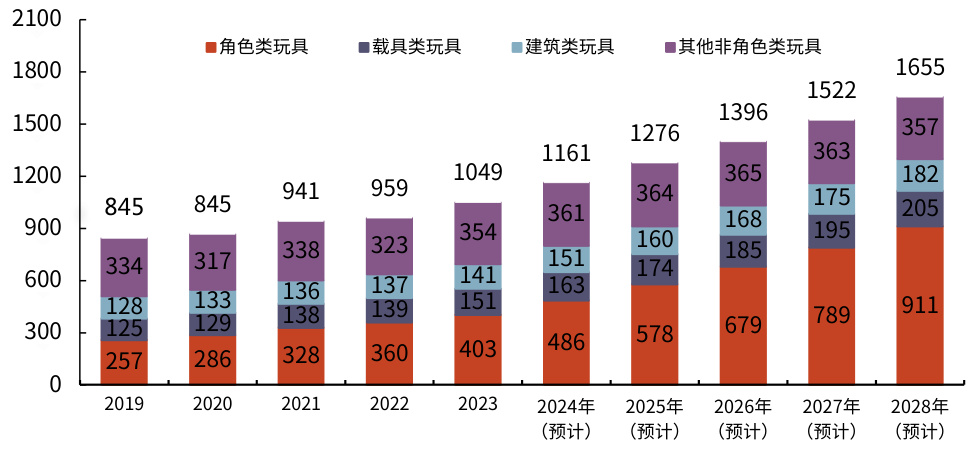 2100
角色类玩具 载具类玩具 建筑类玩具 其他非角色类玩具
1800
1500
1200
900
600
300
0
845 845 941 959 1049 1161 1276 1396 1522 1655
334 317 338 323 354 361 364 365 363 357
128 133 136 137 141 151 160 168 175 182
125 129 138 139 151 163 174 185 195 205
257 286 328 360 403 486 578 679 789 911
2019 2020 2021 2022 2023 2024年 2025年 2026年 2027年 2028年
（预计） （预计） （预计） （预计） （预计）